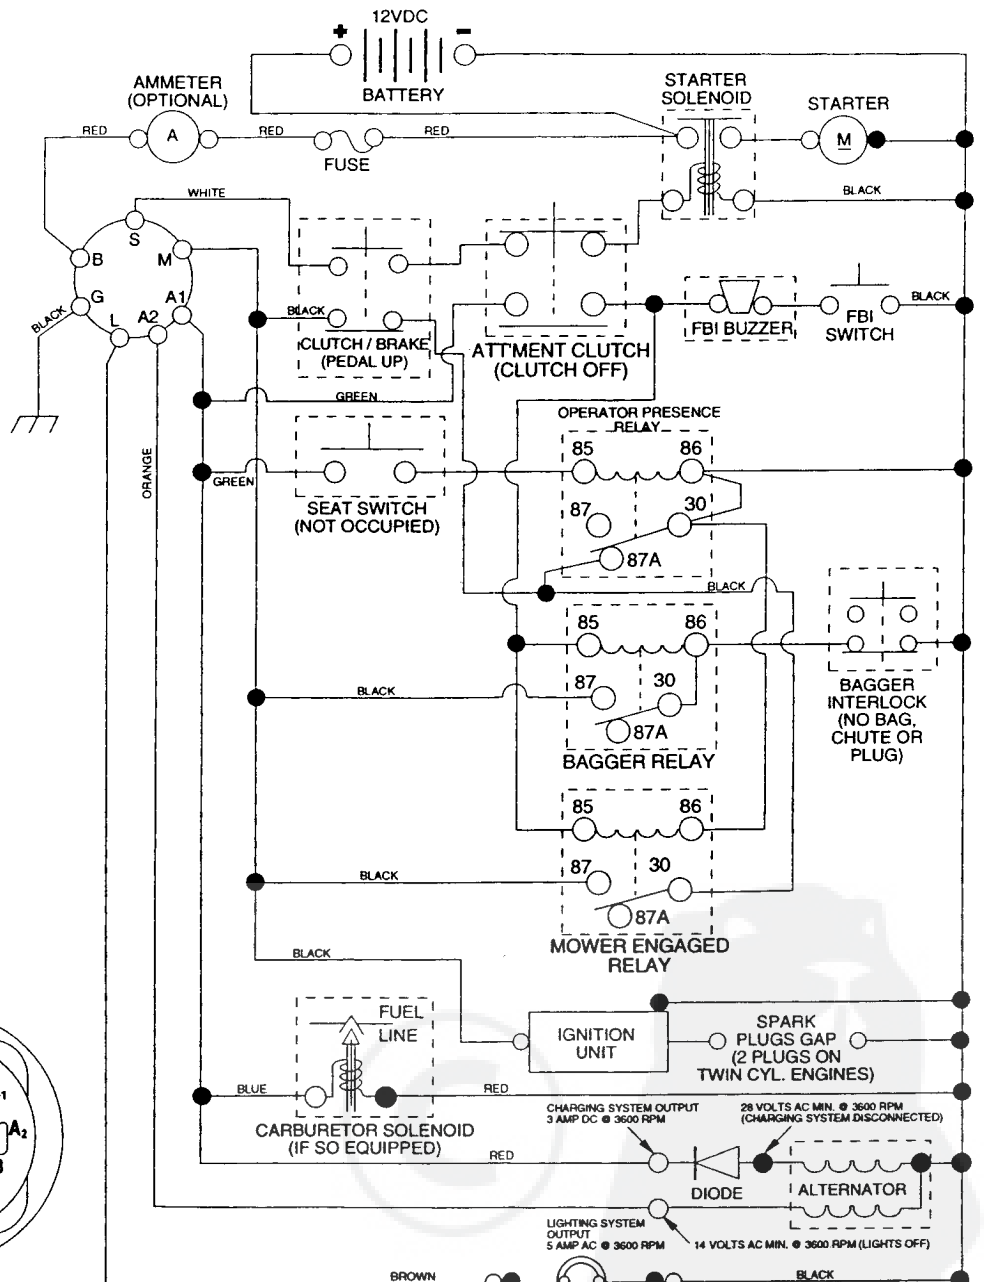 12VDC
+ -
BATTERY
AMMETER
(OPTIONAL)
STARTER
SOLENOID
STARTER
RED
A
RED
RED
M
FUSE
WHITE
BLACK
S
B
M
G
A1
L
A2
BLACK
BLACK
CLUTCH / BRAKE
(PEDAL UP)
ATT'MENT CLUTCH
(CLUTCH OFF)
FBI BUZZER
FBI
SWITCH
BLACK
GREEN
OPERATOR PRESENCE
RELAY
ORANGE
GREEN
SEAT SWITCH
(NOT OCCUPIED)
85 86
87 30
87A
BLACK
85 86
87 30
87A
BLACK
BAGGER RELAY
BAGGER
INTERLOCK
(NO BAG,
CHUTE OR
PLUG)
85 86
87 30
87A
BLACK
MOWER ENGAGED
RELAY
BLACK
FUEL
LINE
IGNITION
UNIT
SPARK
PLUGS GAP
(2 PLUGS ON
TWIN CYL. ENGINES)
BLUE
RED
CARBURETOR SOLENOID
(IF SO EQUIPPED)
CHARGING SYSTEM OUTPUT
3 AMP DC @ 3600 RPM
28 VOLTS AC MIN. @ 3600 RPM
(CHARGING SYSTEM DISCONNECTED)
A2
RED
DIODE
ALTERNATOR
LIGHTING SYSTEM
OUTPUT
5 AMP AC @ 3600 RPM
14 VOLTS AC MIN. @ 3600 RPM (LIGHTS OFF)
BROWN
BLACK